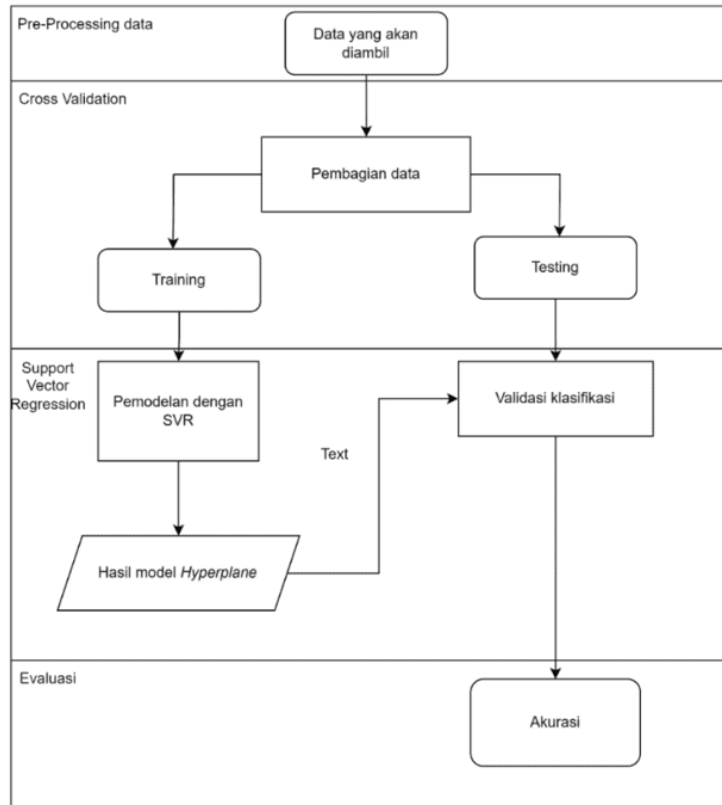 Pre-Processing data
Data yang akan
diambil
Cross Validation
Pembagian data
Training
Testing
Support
Vector
Regression
Pemodelan dengan
SVR
Validasi klasifikasi
Text
Hasil model Hyperplane
Evaluasi
Akurasi